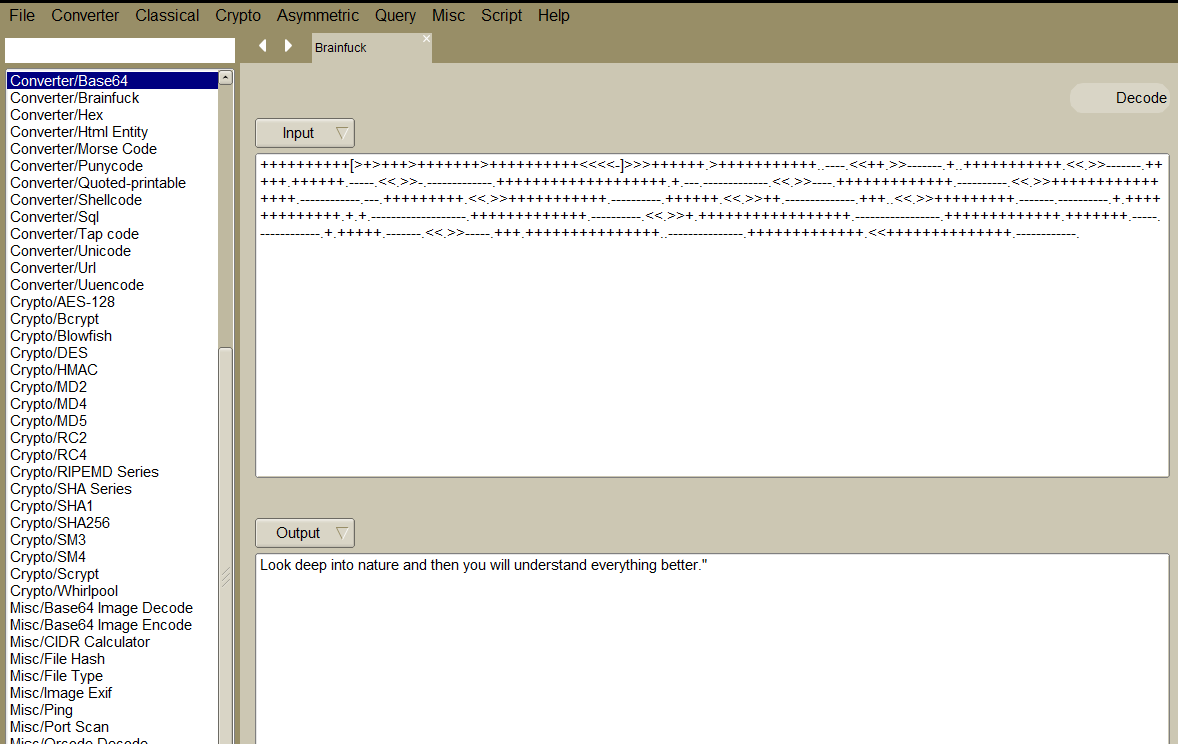 File Converter Classical Crypto Asymmetric Query Misc Script Help
Brainfuck
Converter/Base64
Converter/Brainfuck
Converter/Hex
Converter/Html Entity
Converter/Morse Code
Converter/Punycode
Converter/Quoted-printable
Converter/Shellcode
Converter/Sql
Converter/Tap code
Converter/Unicode
Converter/Url
Converter/Uuencode
Crypto/AES-128
Crypto/Bcrypt
Crypto/Blowfish
Crypto/DES
Crypto/HMAC
Crypto/MD2
Crypto/MD4
Crypto/MD5
Crypto/RC2
Crypto/RC4
Crypto/RIPEMD Series
Crypto/SHA Series
Crypto/SHA1
Crypto/SHA256
Crypto/SM3
Crypto/SM4
Crypto/Scrypt
Crypto/Whirlpool
Misc/Base64 Image Decode
Misc/Base64 Image Encode
Misc/CIDR Calculator
Misc/File Hash
Misc/File Type
Misc/Image Exif
Misc/Ping
Misc/Port Scan
Misc/Qrcode Decode
Decode
Input
Output
Look deep into nature and then you will understand everything better."